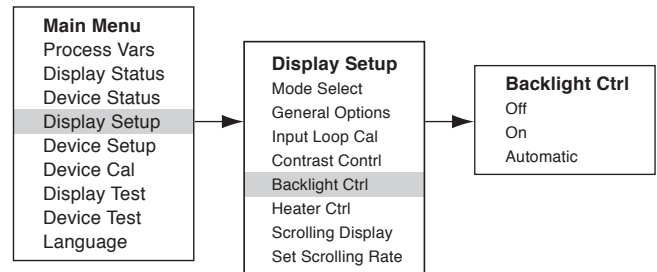 Main Menu
Process Vars
Display Status
Device Status
Display Setup
Device Setup
Device Cal
Display Test
Device Test
Language
Display Setup
Mode Select
General Options
Input Loop Cal
Contrast Contrl
Backlight Ctrl
Heater Ctrl
Scrolling Display
Set Scrolling Rate
Backlight Ctrl
Off
On
Automatic